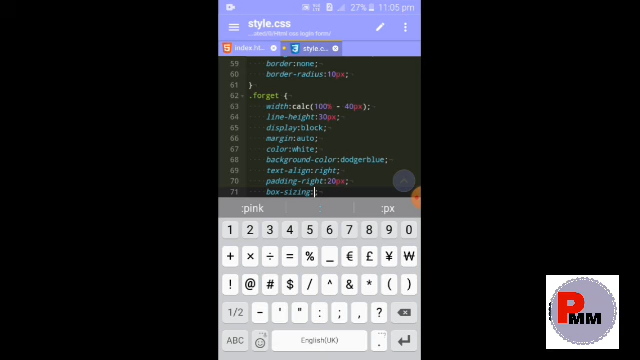 27% 11:05 pm
style.css
index.ht...
style.c...
59 border:none;
60 border-radius:10px;
61 }
62 .forget {
63 width:calc(100% - 40px);
64 line-height:30px;
65 display:block;
66 margin:auto;
67 color:white;
68 background-color:dodgerblue;
69 text-align:right;
70 padding-right:20px;
71 box-sizing:;
:pink : :px
1 2 3 4 5 6 7 8 9 0
+ × ÷ = % _ € £ ¥ ₩
! @ # $ / ^ & * ( )
1/2 - ' " : ; , ?
ABC English(UK) .
PMM